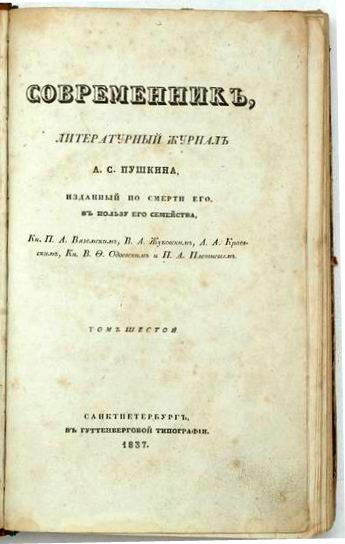 СОВРЕМЕННИКЪ,
ЛИТЕРАТУРНЫЙ ЖУРНАЛЪ
А. С. ПУШКИНА,
ИЗДАННЫЙ ПО СМЕРТИ ЕГО,
ВЪ ПОЛЬЗУ ЕГО СЕМЕЙСТВА,
Кн. П. А. Вяземскимъ, В. А. Жуковскимъ, А. А. Краев-
скимъ, Кн. В. Ѳ. Одоевскимъ и П. А. Плетневымъ.
ТОМЪ ШЕСТОЙ
САНКТПЕТЕРБУРГЪ,
ВЪ ГУТТЕНБЕРГОВОЙ ТИПОГРАФІИ.
1837.